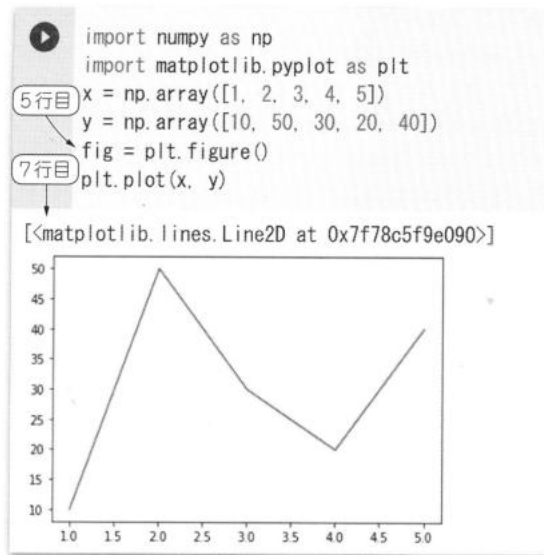 import numpy as np
import matplotlib.pyplot as plt
x = np.array([1, 2, 3, 4, 5])
5行目
y = np.array([10, 50, 30, 20, 40])
fig = plt.figure()
7行目
plt.plot(x, y)
[<matplotlib.lines.Line2D at 0x7f78c5f9e090>]
50
45
40
35
30
25
20
15
10
1.0 1.5 2.0 2.5 3.0 3.5 4.0 4.5 5.0